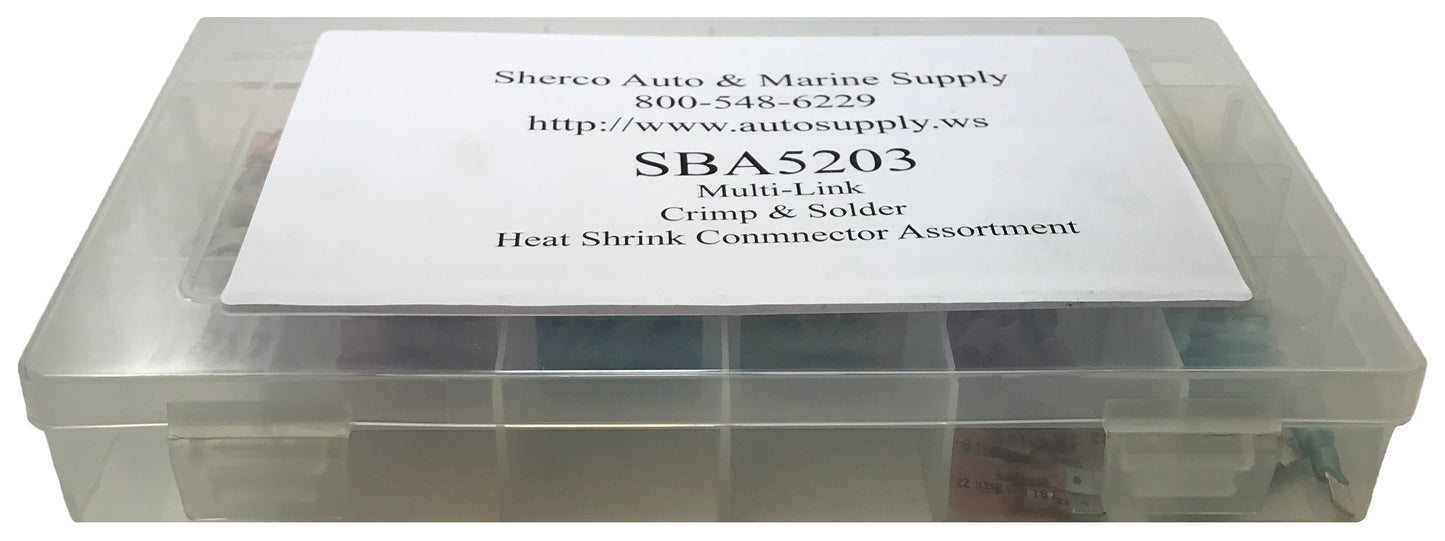 Sherco Auto & Marine Supply
800-548-6229
http://www.autosupply.ws
SBA5203
Multi-Link
Crimp & Solder
Heat Shrink Conmnector Assortment